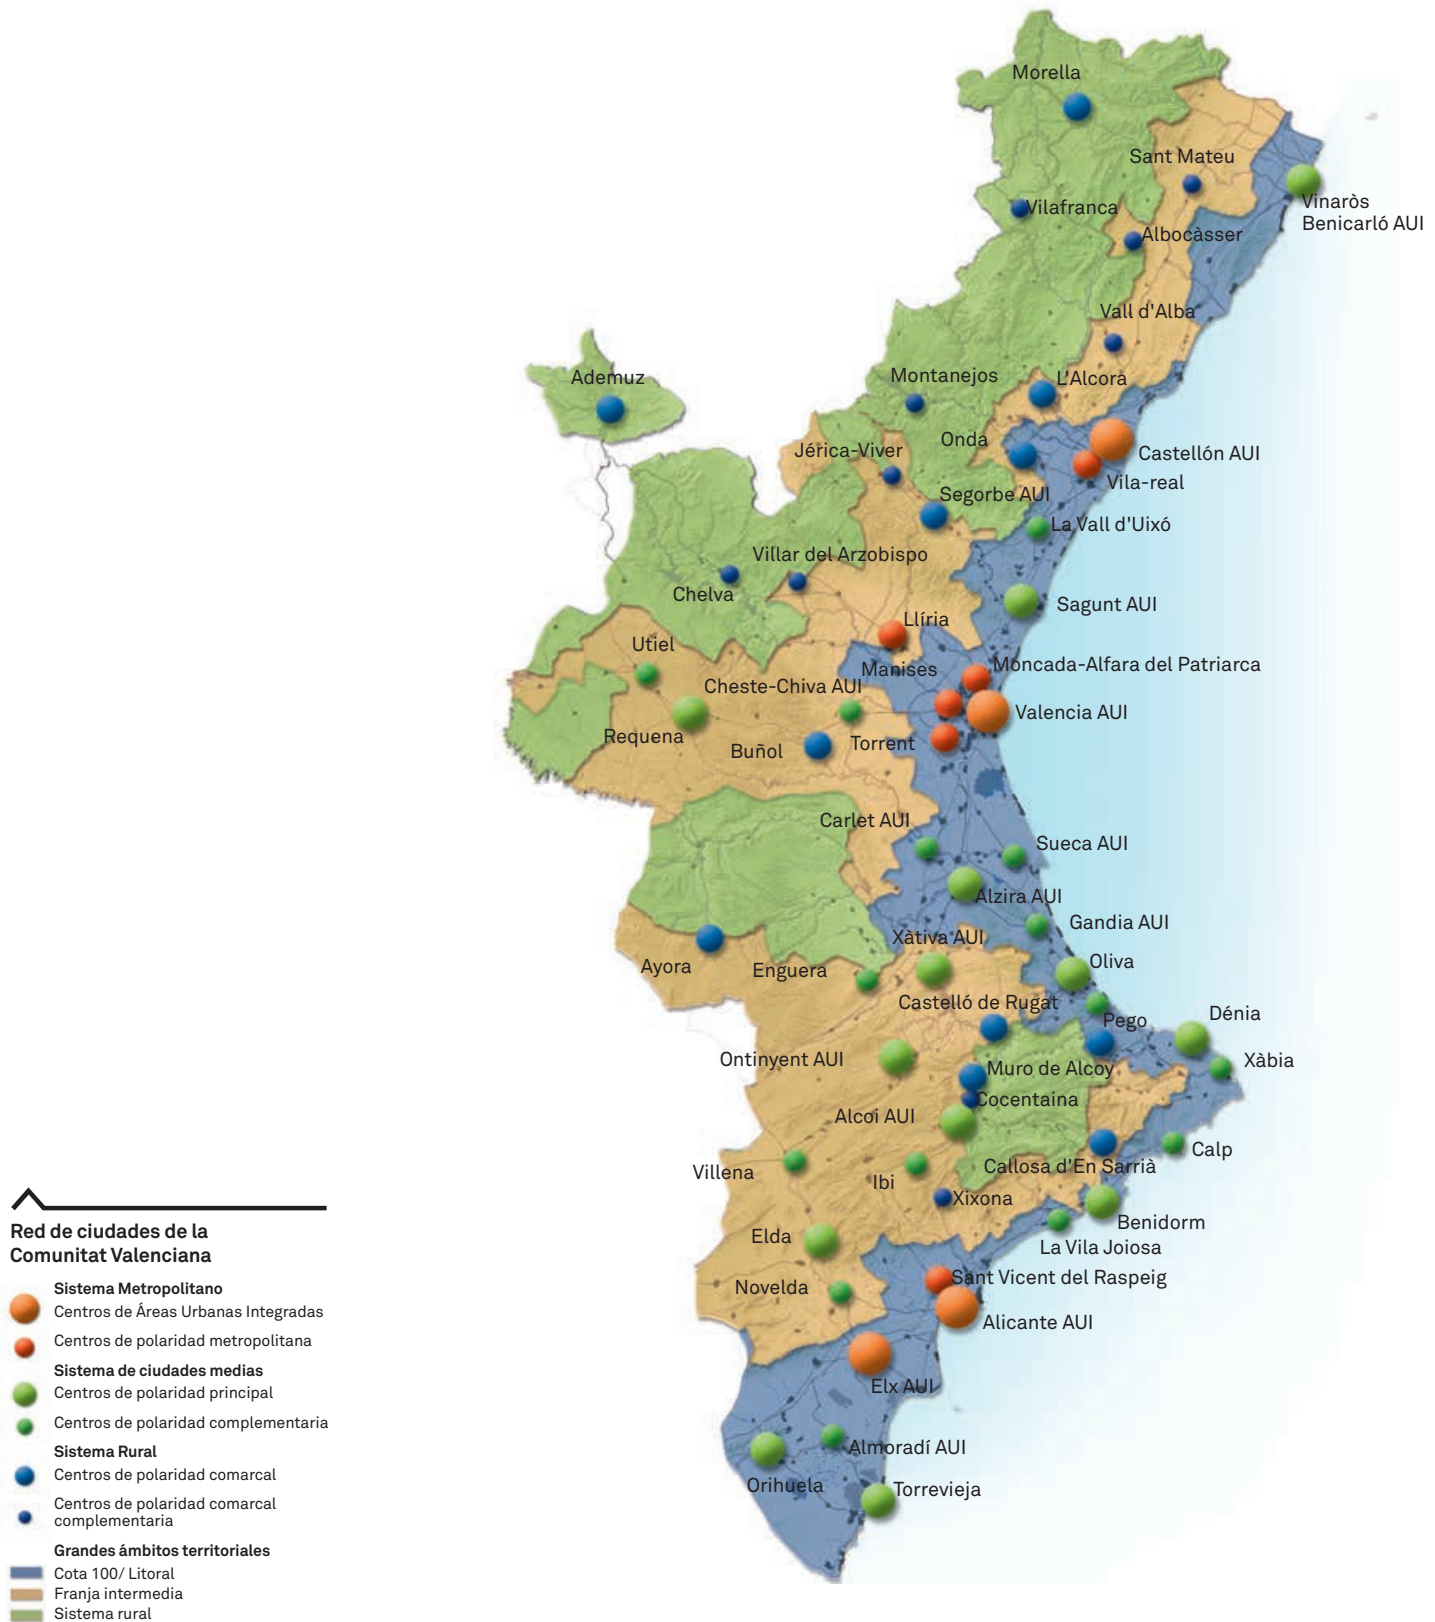 Morella
Sant Mateu
Vilafranca
Vinaròs
Benicarló AUI
Albocàsser
Vall d'Alba
Ademuz
Montanejos
L'Alcora
Onda
Jérica-Viver
Castellón AUI
Vila-real
Segorbe AUI
La Vall d'Uixó
Villar del Arzobispo
Chelva
Sagunt AUI
Llíria
Utiel
Manises
Moncada-Alfara del Patriarca
Cheste-Chiva AUI
Valencia AUI
Requena
Buñol
Torrent
Carlet AUI
Sueca AUI
Alzira AUI
Gandia AUI
Xàtiva AUI
Ayora
Enguera
Oliva
Castelló de Rugat
Pego
Dénia
Ontinyent AUI
Muro de Alcoy
Xàbia
Cocentaina
Alcoi AUI
Calp
Villena
Ibi
Callosa d'En Sarrià
Xixona
Benidorm
Elda
La Vila Joiosa
Sant Vicent del Raspeig
Novelda
Alicante AUI
Elx AUI
Almoradí AUI
Orihuela
Torrevieja
Red de ciudades de la
Comunitat Valenciana
Sistema Metropolitano
Centros de Áreas Urbanas Integradas
Centros de polaridad metropolitana
Sistema de ciudades medias
Centros de polaridad principal
Centros de polaridad complementaria
Sistema Rural
Centros de polaridad comarcal
Centros de polaridad comarcal
complementaria
Grandes ámbitos territoriales
Cota 100/ Litoral
Franja intermedia
Sistema rural